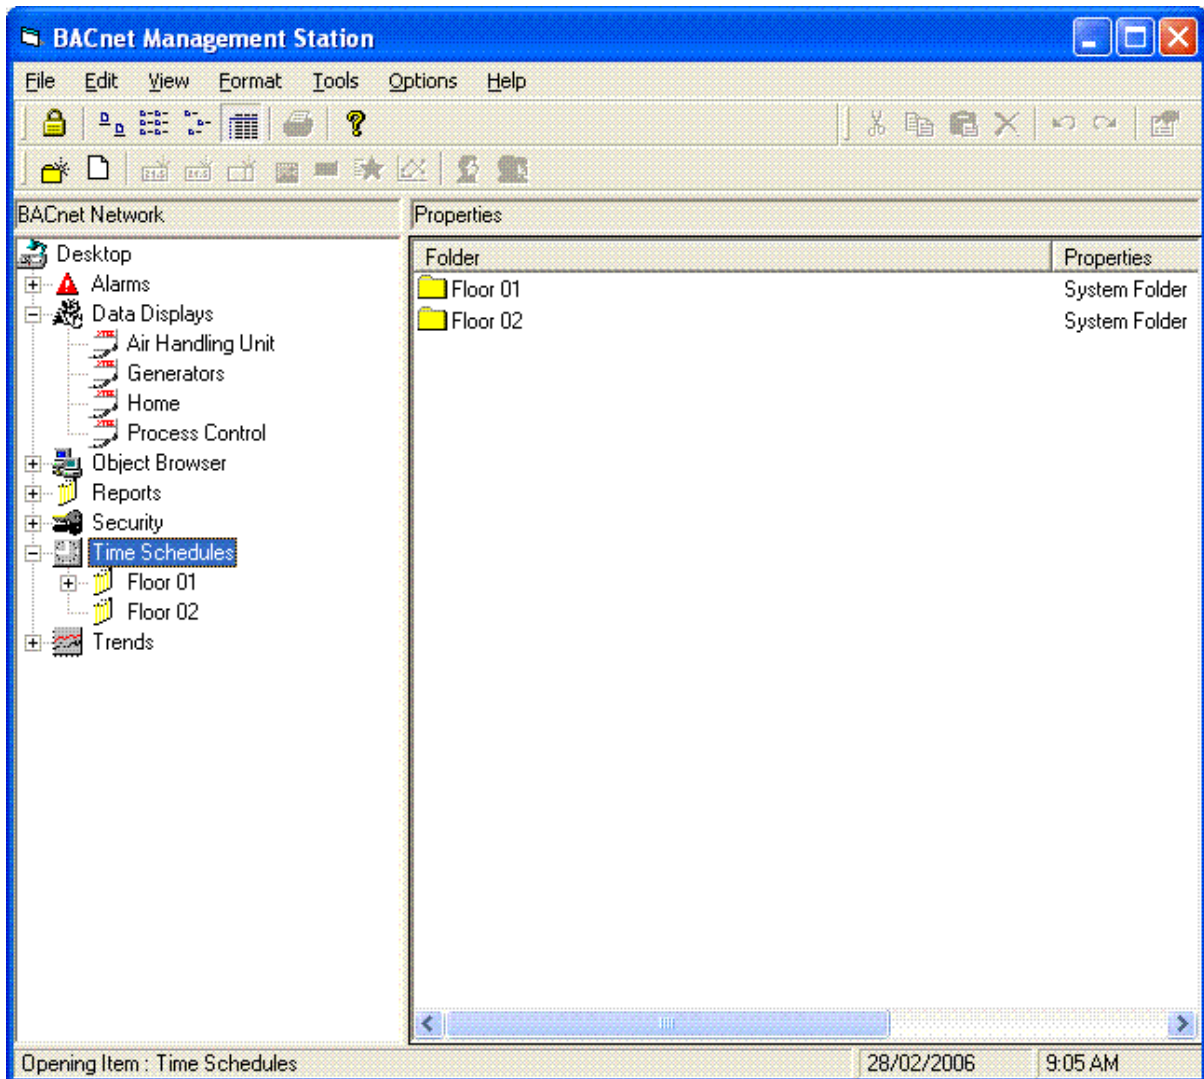 BACnet Management Station
File Edit View Format Tools Options Help
BACnet Network
Properties
Desktop
Alarms
Data Displays
Air Handling Unit
Generators
Home
Process Control
Object Browser
Reports
Security
Time Schedules
Floor 01
Floor 02
Trends
Folder Properties
Floor 01 System Folder
Floor 02 System Folder
Opening Item : Time Schedules 28/02/2006 9:05 AM